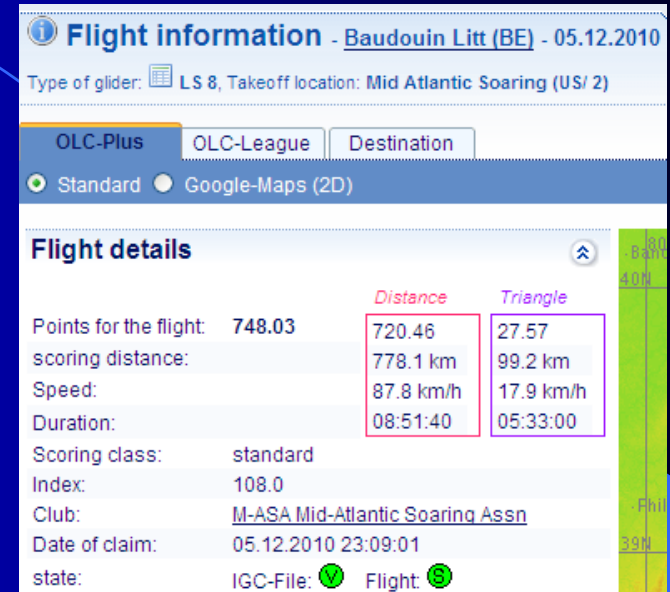 Flight information - Baudouin Litt (BE) - 05.12.2010
Type of glider: LS 8, Takeoff location: Mid Atlantic Soaring (US/ 2)
OLC-Plus OLC-League Destination
Standard Google-Maps (2D)
Flight details
Distance Triangle
Points for the flight: 748.03 720.46 27.57
scoring distance: 778.1 km 99.2 km
Speed: 87.8 km/h 17.9 km/h
Duration: 08:51:40 05:33:00
Scoring class: standard
Index: 108.0
Club: M-ASA Mid-Atlantic Soaring Assn
Date of claim: 05.12.2010 23:09:01
state: IGC-File: V Flight: S
40N
Phil
39N